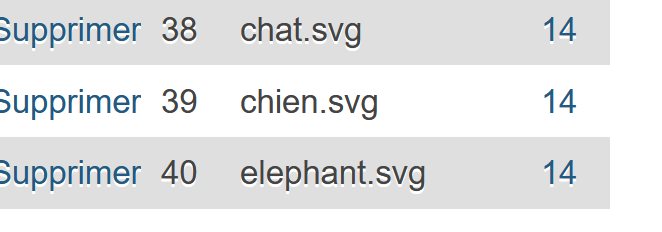 Supprimer 38 chat.svg 14
Supprimer 39 chien.svg 14
Supprimer 40 elephant.svg 14